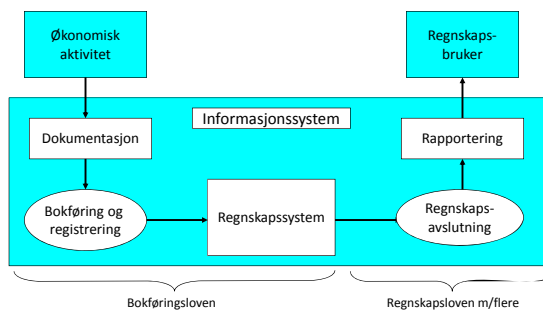 Økonomisk
aktivitet
Regnskaps-
bruker
Informasjonssystem
Dokumentasjon
Rapportering
Bokføring og
registrering
Regnskapssystem
Regnskaps-
avslutning
Bokføringsloven
Regnskapsloven m/flere